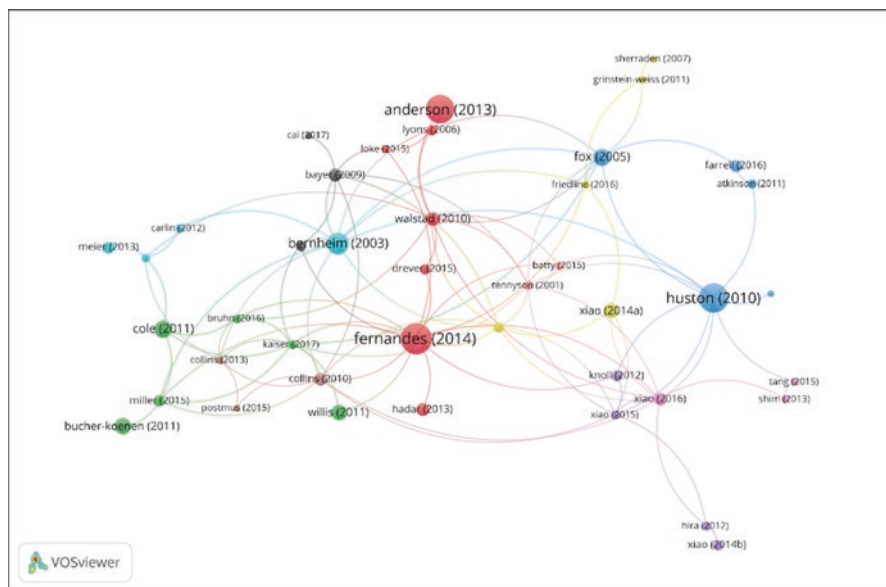 sherraden (2007)
grinstein-weiss (2011)
anderson (2013)
lyons (2006)
cai (2017)
loke (2015)
fox (2005)
farrell (2016)
bayer (2009)
atkinson (2011)
friedline (2016)
walstad (2010)
carlin (2012)
meier (2013)
bernheim (2003)
drever (2015)
batty (2015)
tennyson (2001)
huston (2010)
bruhn (2016)
xiao (2014a)
cole (2011)
fernandes (2014)
kaiser (2017)
collins (2013)
knoll (2012)
collins (2010)
tang (2015)
miller (2015)
xiao (2016)
shim (2013)
postmus (2015)
willis (2011)
hadar (2013)
xiao (2015)
bucher-koenen (2011)
hira (2012)
xiao (2014b)
VOSviewer